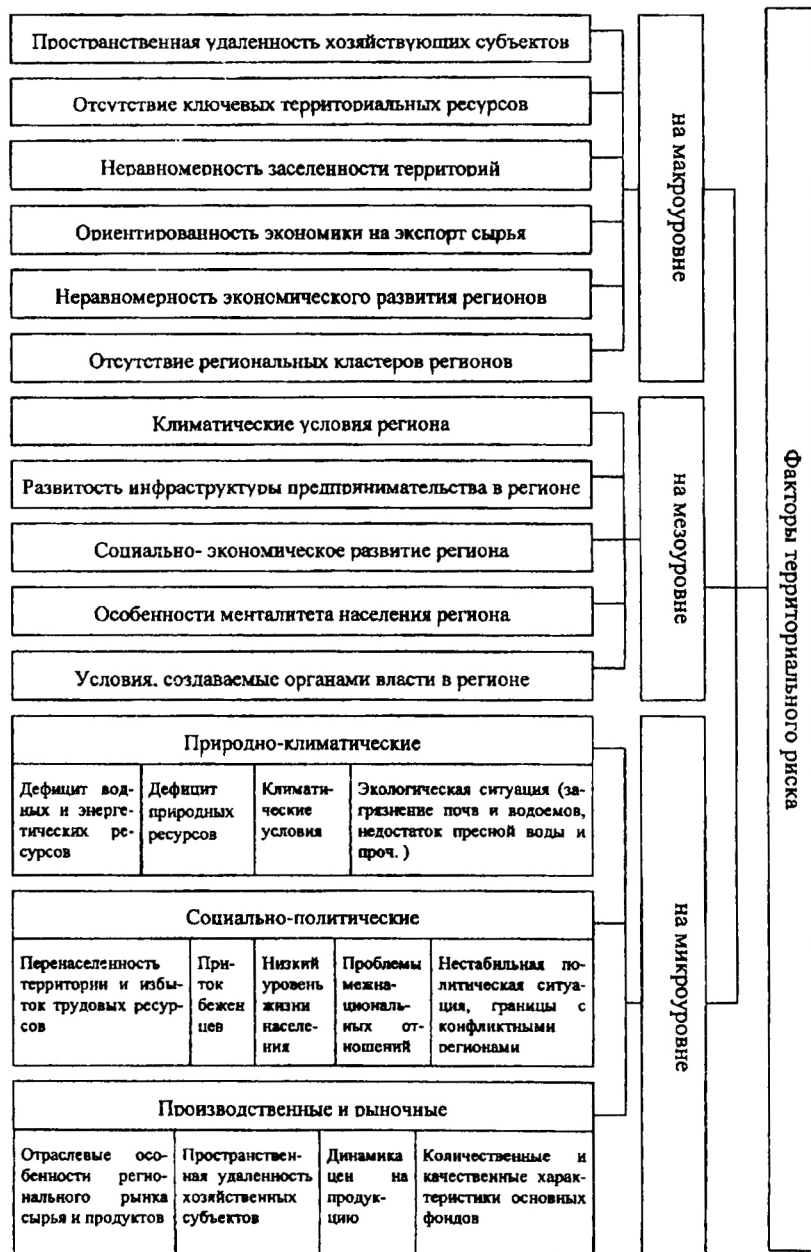 Пространственная удаленность хозяйствующих субъектов
Отсутствие ключевых территориальных ресурсов
Неравномерность заселенности территорий
Ориентированность экономики на экспорт сырья
Неравномерность экономического развития регионов
Отсутствие региональных кластеров регионов
на макроуровне
Климатические условия региона
Развитость инфраструктуры предпринимательства в регионе
Социально- экономическое развитие региона
Особенности менталитета населения региона
Условия, создаваемые органами власти в регионе
на мезоуровне
Природно-климатические
Дефицит вод-
ных и энерге-
тических ре-
сурсов
Дефицит
природных
ресурсов
Климати-
ческие
условия
Экологическая ситуация (за-
грязнение почв и водоемов,
недостаток пресной воды и
проч. )
Социально-политические
Перенаселенность
территории и избы-
ток трудовых ресур-
сов
При-
ток
бежен
цев
Низкий
уровень
жизни
населе-
ния
Проблемы
межна-
циональ-
ных от-
ношений
Нестабильная по-
литическая ситуа-
ция, границы с
конфликтными
регионами
Производственные и рыночные
Отраслевые осо-
бенности регио-
нального рынка
сырья и продуктов
Пространствен-
ная удаленность
хозяйственных
субъектов
Динамика
цен на
продук-
цию
Количественные и
качественные харак-
теристики основных
фондов
на микроуровне
Факторы территориального риска